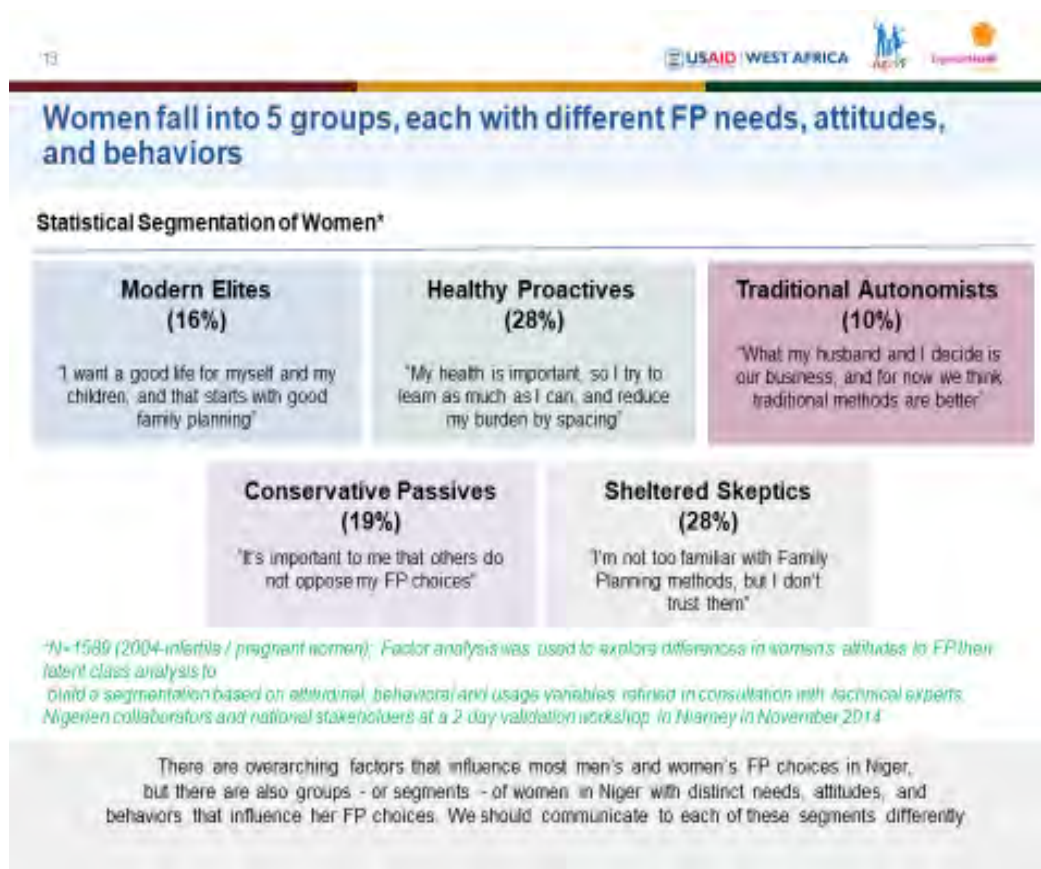 13
USAID WEST AFRICA
Women fall into 5 groups, each with different FP needs, attitudes,
and behaviors
Statistical Segmentation of Women*
Modern Elites
(16%)
"I want a good life for myself and my
children, and that starts with good
family planning"
Healthy Proactives
(28%)
"My health is important, so I try to
learn as much as I can, and reduce
my burden by spacing"
Traditional Autonomists
(10%)
"What my husband and I decide is
our business, and for now we think
traditional methods are better"
Conservative Passives
(19%)
"It's important to me that others do
not oppose my FP choices"
Sheltered Skeptics
(28%)
"I'm not too familiar with Family
Planning methods, but I don't
trust them"
*N=1589 (2004-infertile / pregnant women); Factor analysis was used to explore differences in women's attitudes to FP then
latent class analysis to
build a segmentation based on attitudinal, behavioral and usage variables refined in consultation with technical experts,
Nigerien collaborators and national stakeholders at a 2 day validation workshop in Niamey in November 2014
There are overarching factors that influence most men's and women's FP choices in Niger,
but there are also groups - or segments - of women in Niger with distinct needs, attitudes, and
behaviors that influence her FP choices. We should communicate to each of these segments differently